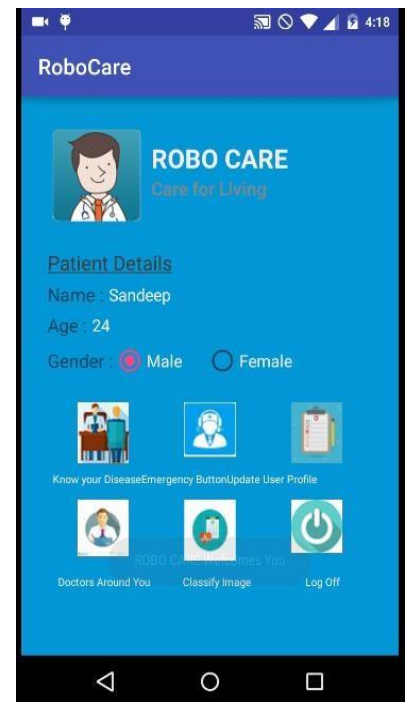 4:18
RoboCare
ROBO CARE
Care for Living
Patient Details
Name : Sandeep
Age : 24
Gender : Male Female
Know your DiseaseEmergency ButtonUpdate User Profile
ROBO CARE Welcomes You
Doctors Around You Classify Image Log Off